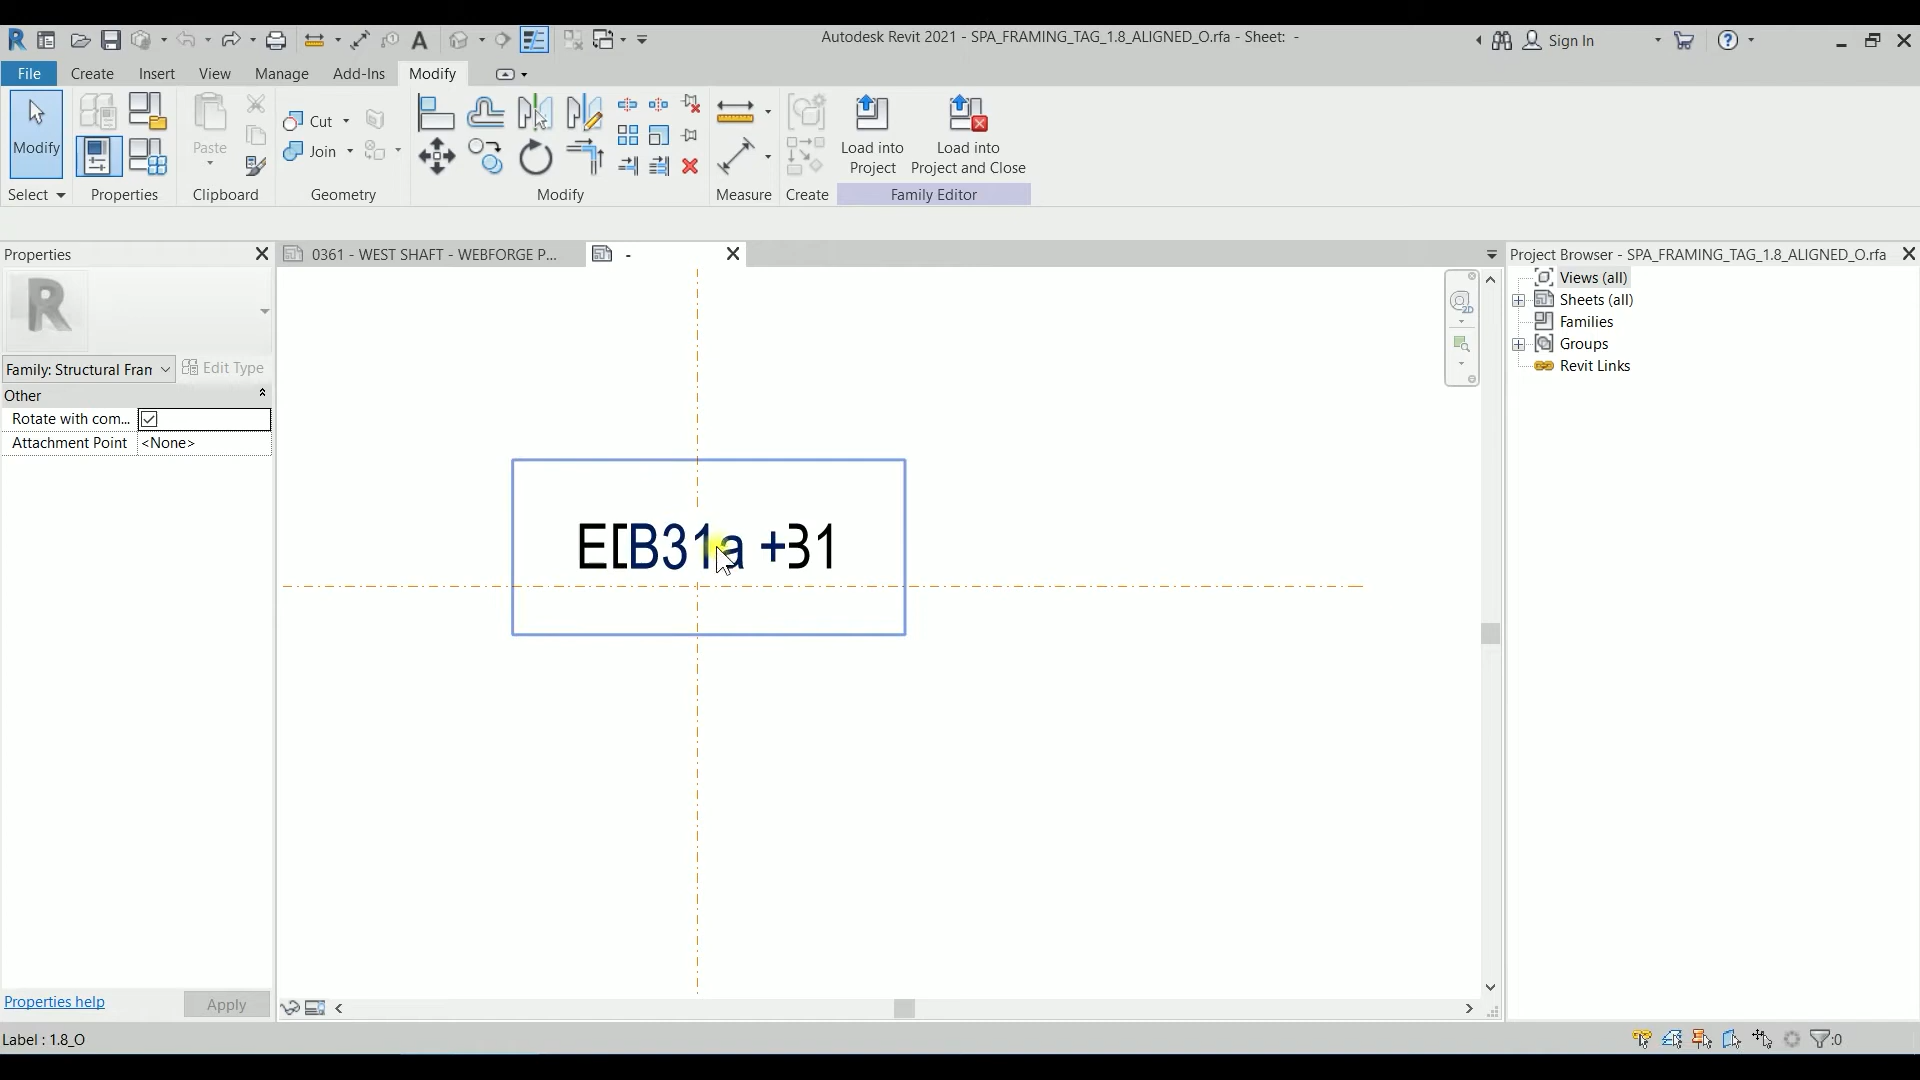 Autodesk Revit 2021 - SPA_FRAMING_TAG_1.8_ALIGNED_O.rfa - Sheet: -
Sign In
File Create Insert View Manage Add-Ins Modify
Modify
Paste
Cut
Join
Load into Project
Load into Project and Close
Select Properties Clipboard Geometry Modify Measure Create Family Editor
Properties
0361 - WEST SHAFT - WEBFORGE P...
-
Project Browser - SPA_FRAMING_TAG_1.8_ALIGNED_O.rfa
Views (all)
Sheets (all)
Families
Groups
Revit Links
2D
Family: Structural Fran
Edit Type
Other
Rotate with com...
Attachment Point <None>
B31a +
Properties help
Apply
Label : 1.8_O
:0